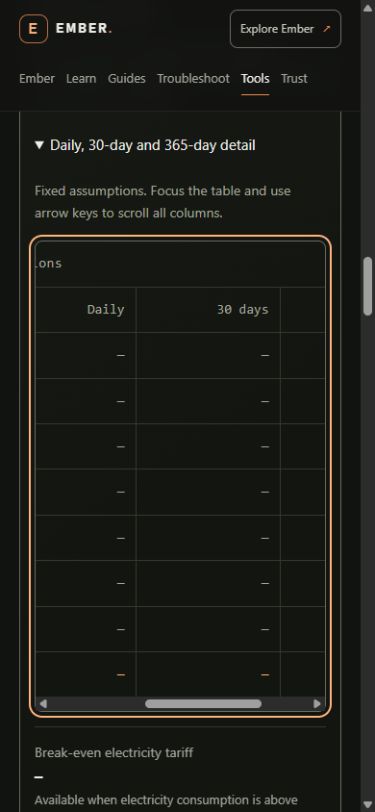 E EMBER.
Explore Ember ↗
Ember Learn Guides Troubleshoot Tools Trust
▼ Daily, 30-day and 365-day detail
Fixed assumptions. Focus the table and use
arrow keys to scroll all columns.
ions
Daily 30 days
— —
— —
— —
— —
— —
— —
— —
— —
Break-even electricity tariff
—
Available when electricity consumption is above